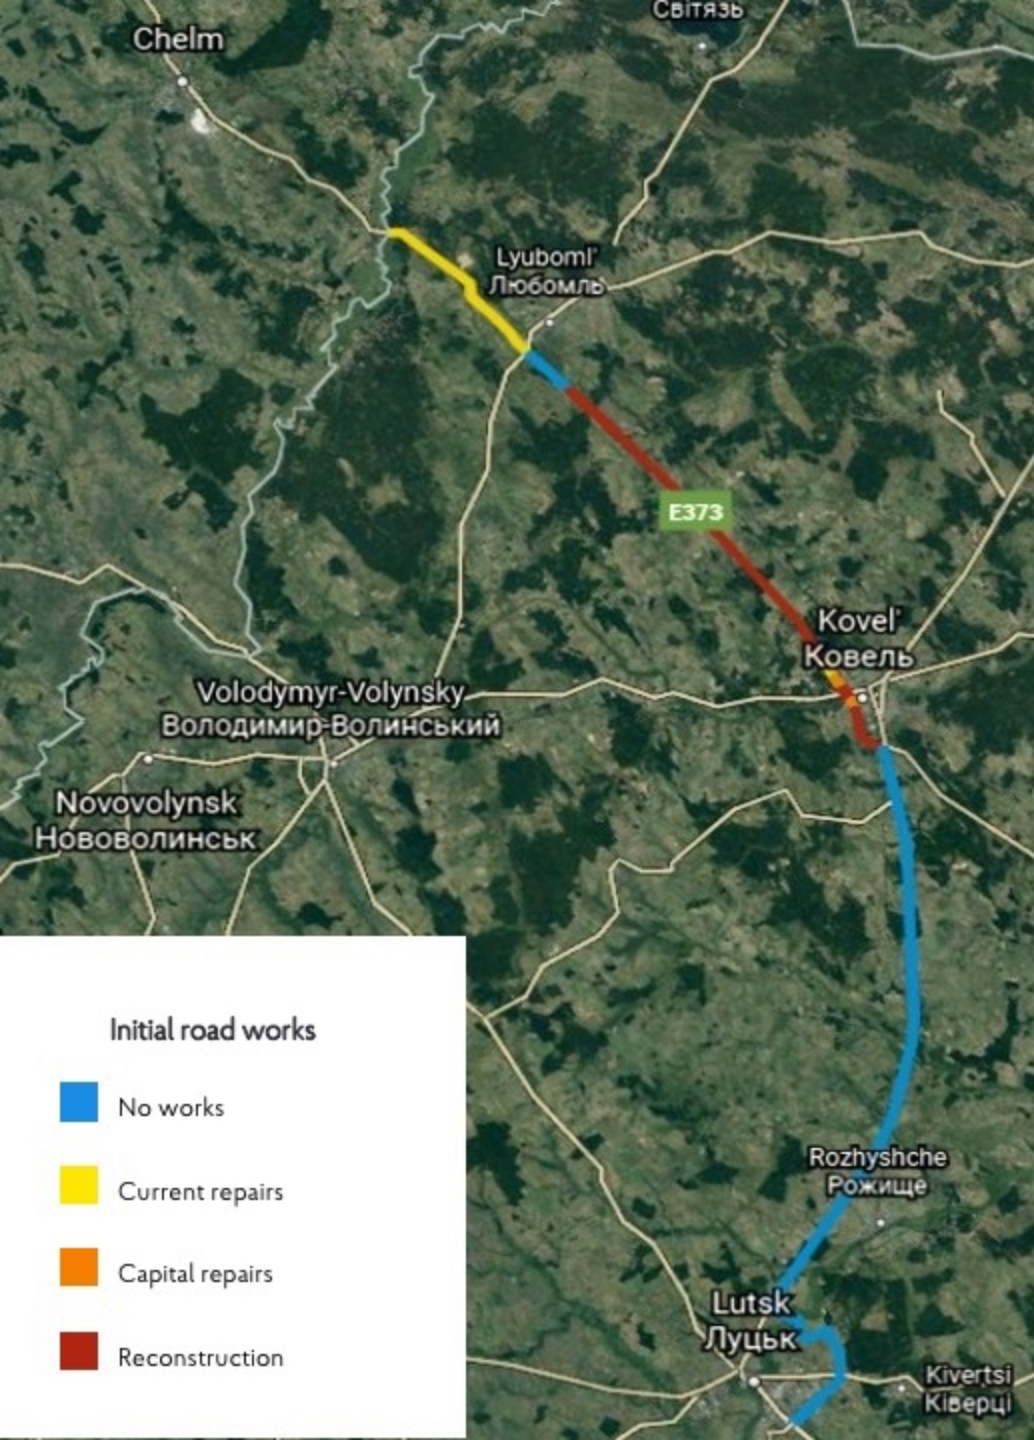 Світязь
Chelm
Lyuboml'
Любомль
E373
Kovel'
Ковель
Volodymyr-Volynsky
Володимир-Волинський
Novovolynsk
Нововолинськ
Initial road works
No works
Current repairs
Capital repairs
Reconstruction
Rozhyshche
Рожище
Lutsk
Луцьк
Kivertsi
Ківерці